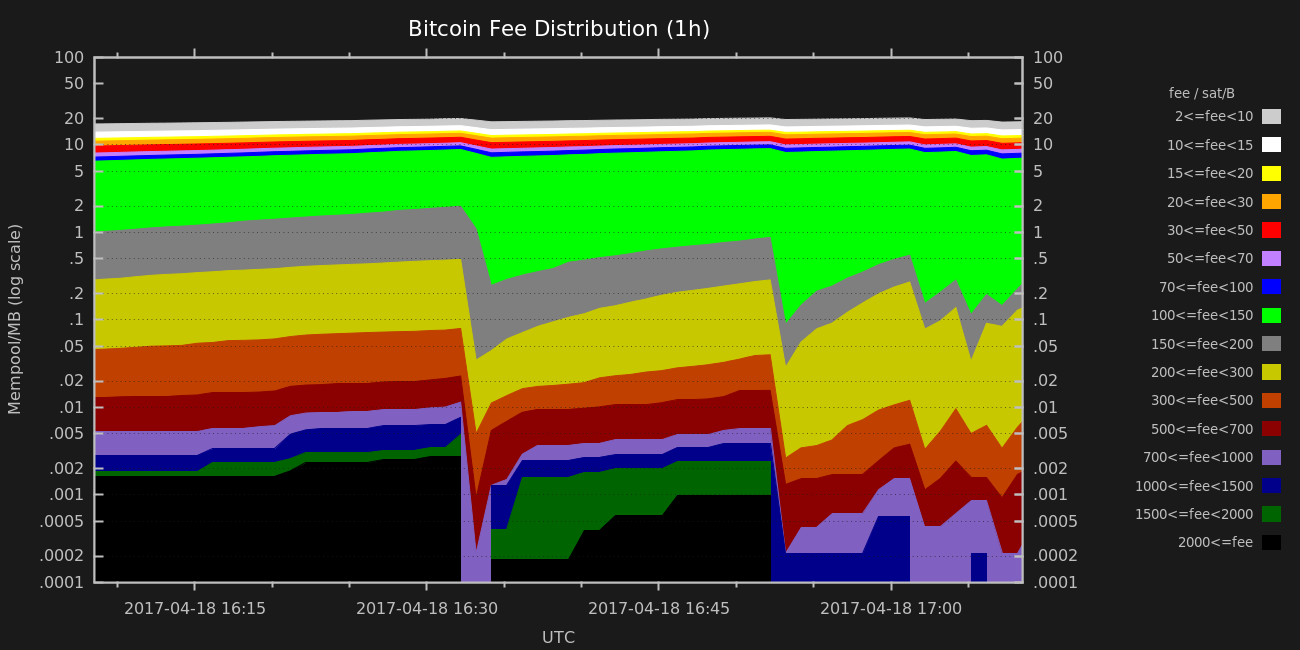 Bitcoin Fee Distribution (1h)
Mempool/MB (log scale)
100
50
20
10
5
2
1
.5
.2
.1
.05
.02
.01
.005
.002
.001
.0005
.0002
.0001
100
50
20
10
5
2
1
.5
.2
.1
.05
.02
.01
.005
.002
.001
.0005
.0002
.0001
2017-04-18 16:15
2017-04-18 16:30
2017-04-18 16:45
2017-04-18 17:00
UTC
fee / sat/B
2<=fee<10
10<=fee<15
15<=fee<20
20<=fee<30
30<=fee<50
50<=fee<70
70<=fee<100
100<=fee<150
150<=fee<200
200<=fee<300
300<=fee<500
500<=fee<700
700<=fee<1000
1000<=fee<1500
1500<=fee<2000
2000<=fee